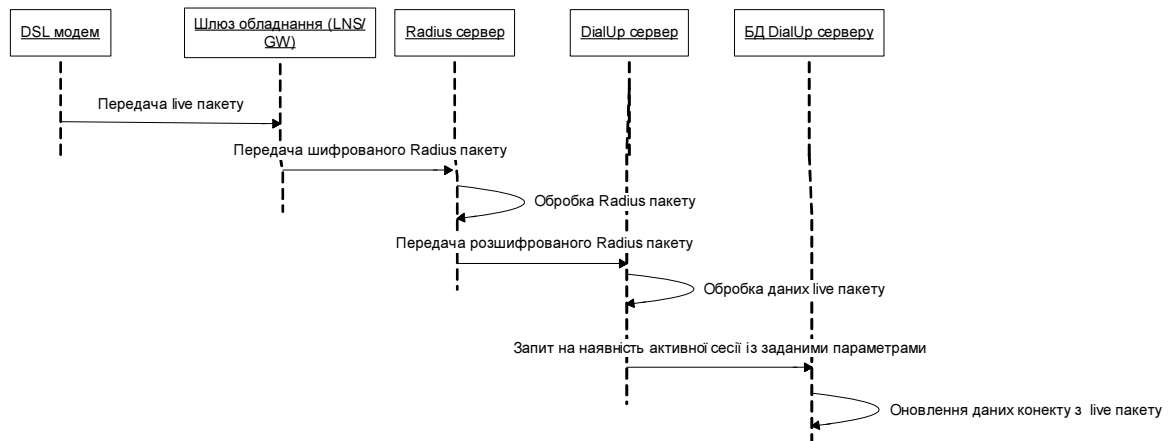 DSL модем
Шлюз обладнання (LNS/
GW)
Radius сервер
DialUp сервер
БД DialUp серверу
Передача live пакету
Передача шифрованого Radius пакету
Обробка Radius пакету
Передача розшифрованого Radius пакету
Обробка даних live пакету
Запит на наявність активної сесії із заданими параметрами
Оновлення даних конекту з live пакету